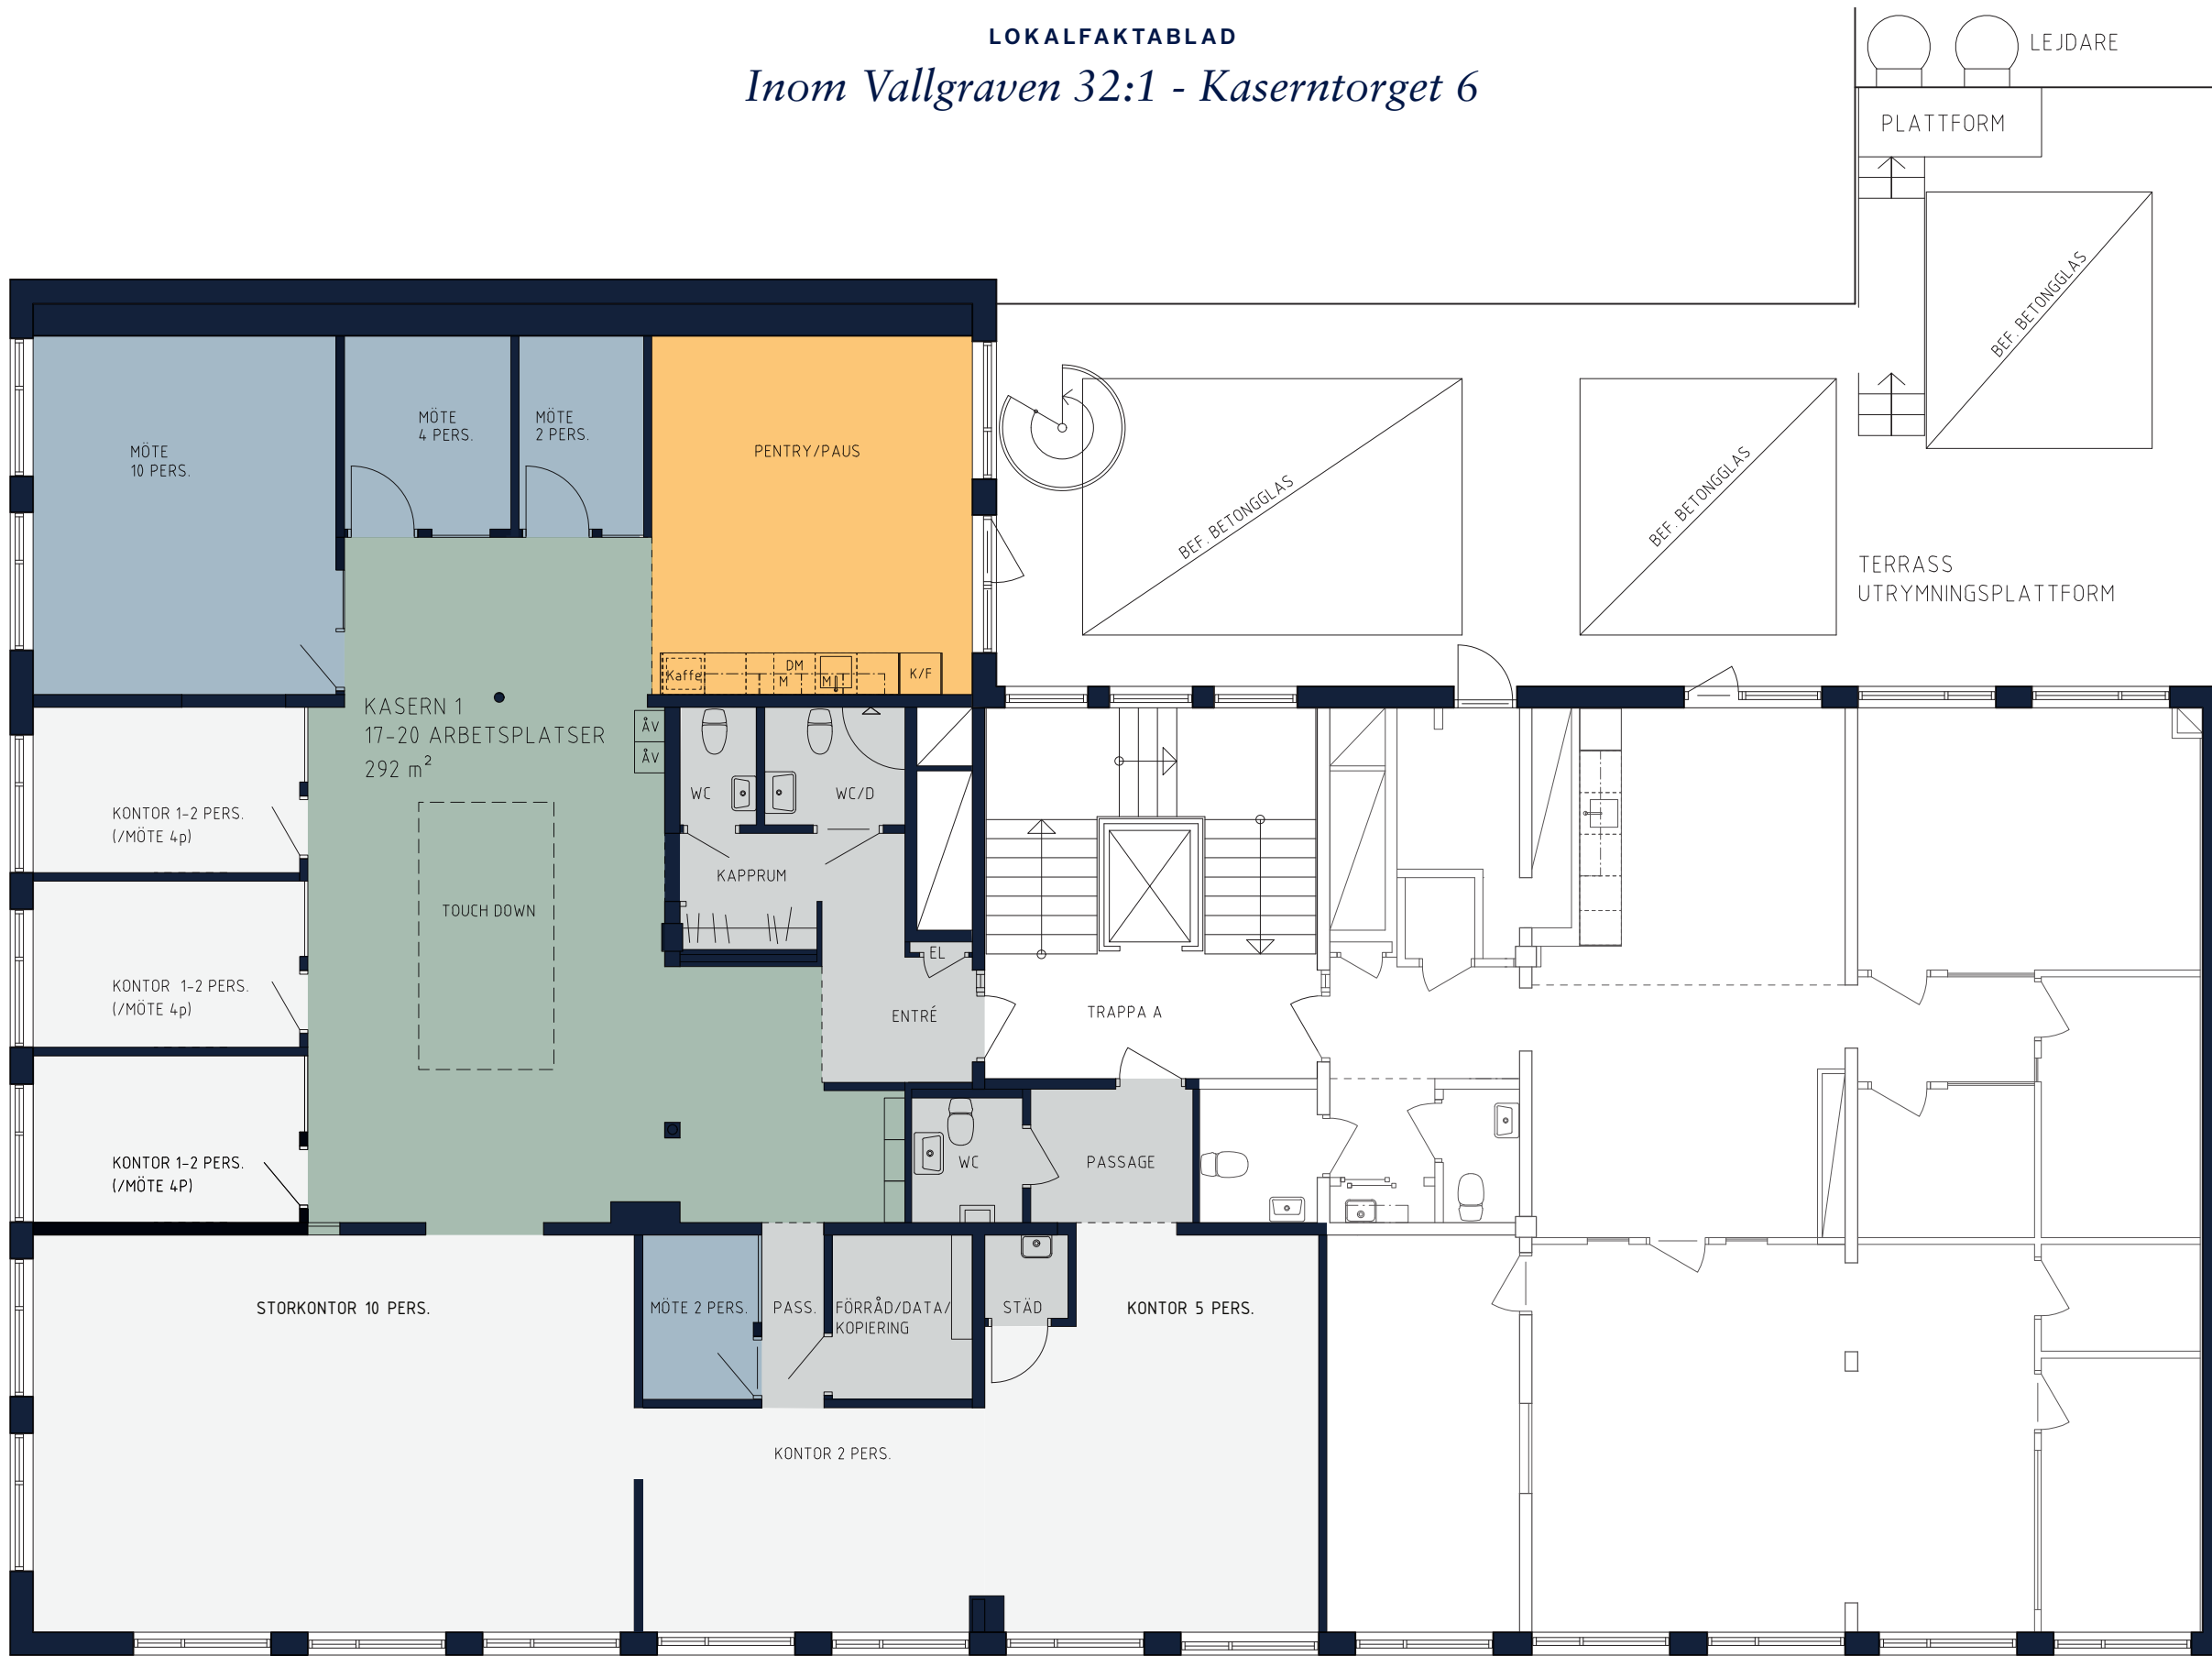 LOKALFAKTABLAD
Inom Vallgraven 32:1 - Kaserntorget 6
LEJDARE
PLATTFORM
BEF. BETONGGLAS
MÖTE
4 PERS.
MÖTE
2 PERS.
MÖTE
10 PERS.
PENTRY/PAUS
BEF. BETONGGLAS
BEF. BETONGGLAS
TERRASS
UTRYMNINGSPLATTFORM
Kaffe
DM
M
M
K/F
KASERN 1
17-20 ARBETSPLATSER
292 m²
ÅV
ÅV
WC
WC/D
KONTOR 1-2 PERS.
(/MÖTE 4p)
KAPPRUM
TOUCH DOWN
EL
KONTOR 1-2 PERS.
(/MÖTE 4p)
ENTRÉ
TRAPPA A
KONTOR 1-2 PERS.
(/MÖTE 4P)
WC
PASSAGE
STORKONTOR 10 PERS.
MÖTE 2 PERS.
PASS.
FÖRRÅD/DATA/
KOPIERING
STÄD
KONTOR 5 PERS.
KONTOR 2 PERS.